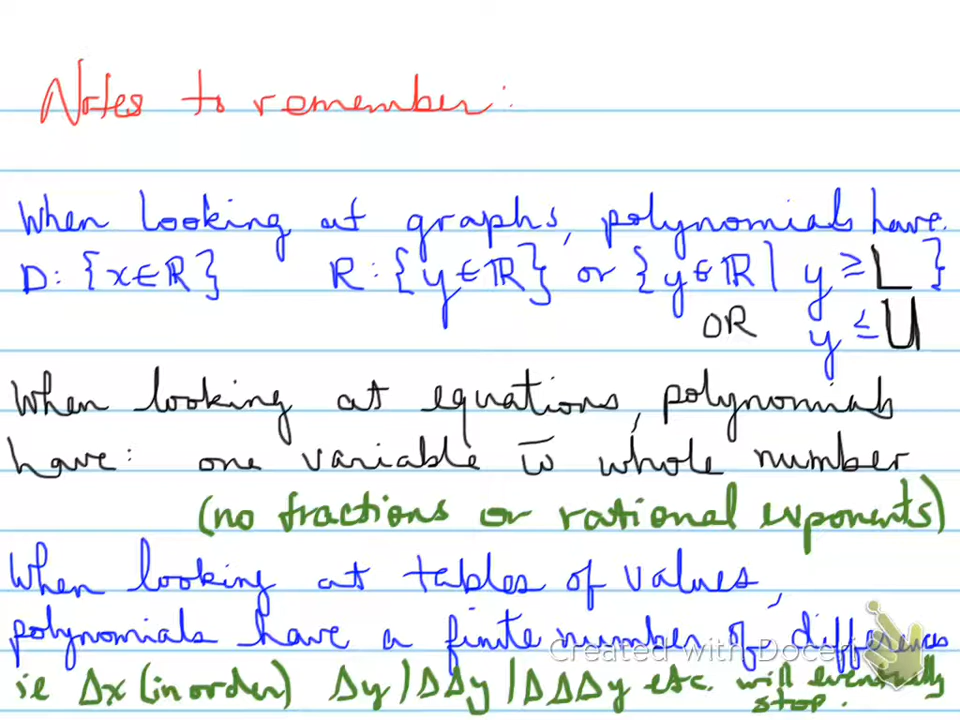 Notes to remember:
When looking at graphs, polynomials have.
D: {x∈ℝ} R: {y∈ℝ} or {y∈ℝ | y ≥ L }
OR y ≤ U
When looking at equations, polynomials
have: one variable w̅ whole number
(no fractions or rational exponents)
When looking at tables of values,
polynomials have a finite number of differences
Created with Doceri
ie Δx (in order) Δy | ΔΔy | ΔΔΔy etc. will eventually
stop.